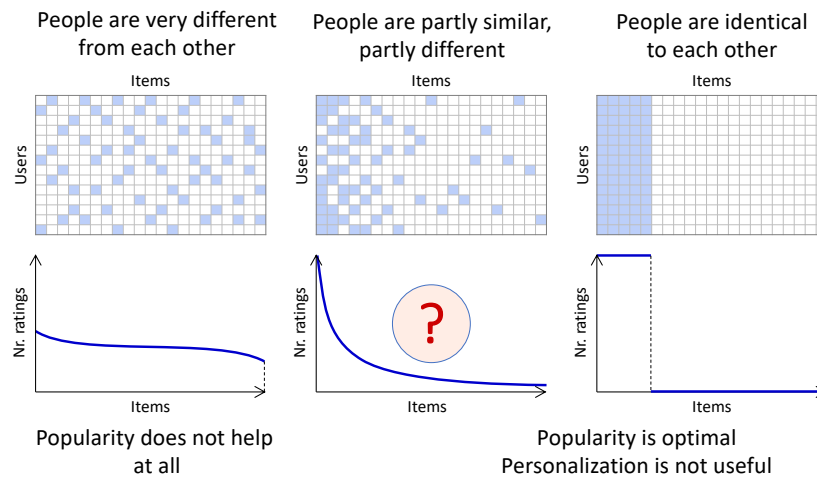 People are very different
from each other
People are partly similar,
partly different
People are identical
to each other
Items
Items
Items
Users
Users
Users
Nr. ratings
Nr. ratings
?
Nr. ratings
Items
Items
Items
Popularity does not help
at all
Popularity is optimal
Personalization is not useful